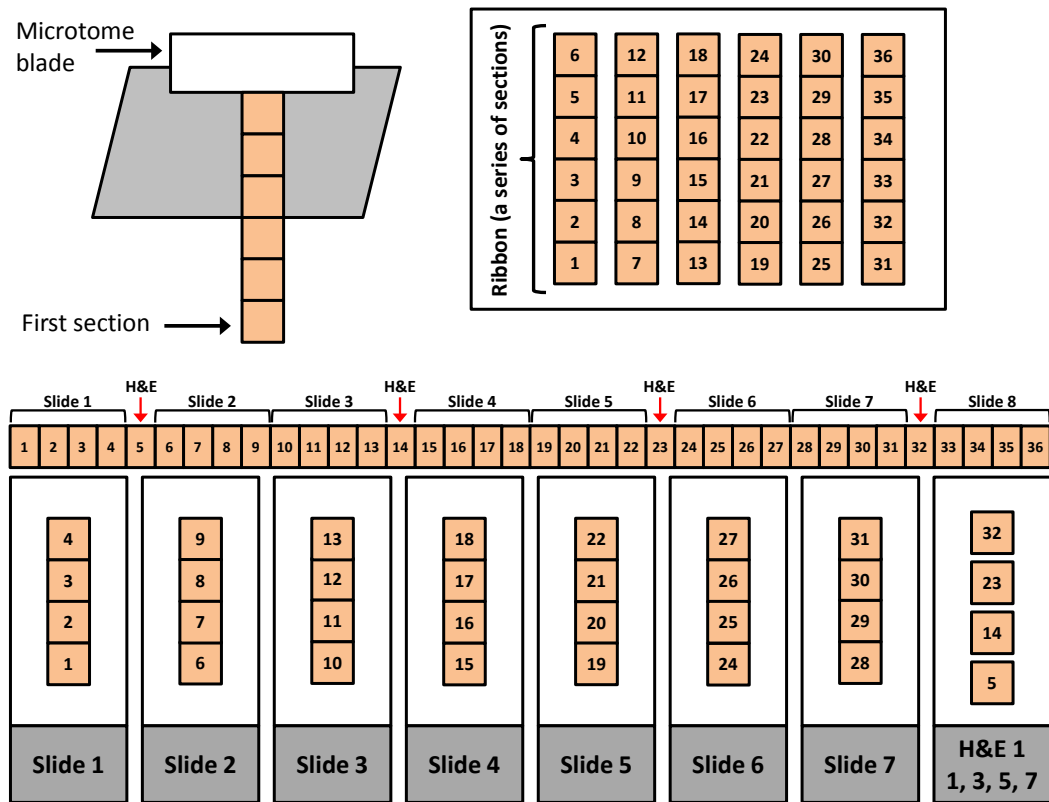 Microtome
blade
First section
Ribbon (a series of sections)
6 12 18 24 30 36
5 11 17 23 29 35
4 10 16 22 28 34
3 9 15 21 27 33
2 8 14 20 26 32
1 7 13 19 25 31
H&E H&E H&E H&E
Slide 1 Slide 2 Slide 3 Slide 4 Slide 5 Slide 6 Slide 7 Slide 8
1 2 3 4 5 6 7 8 9 10 11 12 13 14 15 16 17 18 19 20 21 22 23 24 25 26 27 28 29 30 31 32 33 34 35 36
4 9 13 18 22 27 31 32
3 8 12 17 21 26 30 23
2 7 11 16 20 25 29 14
1 6 10 15 19 24 28 5
Slide 1 Slide 2 Slide 3 Slide 4 Slide 5 Slide 6 Slide 7 H&E 1
1, 3, 5, 7